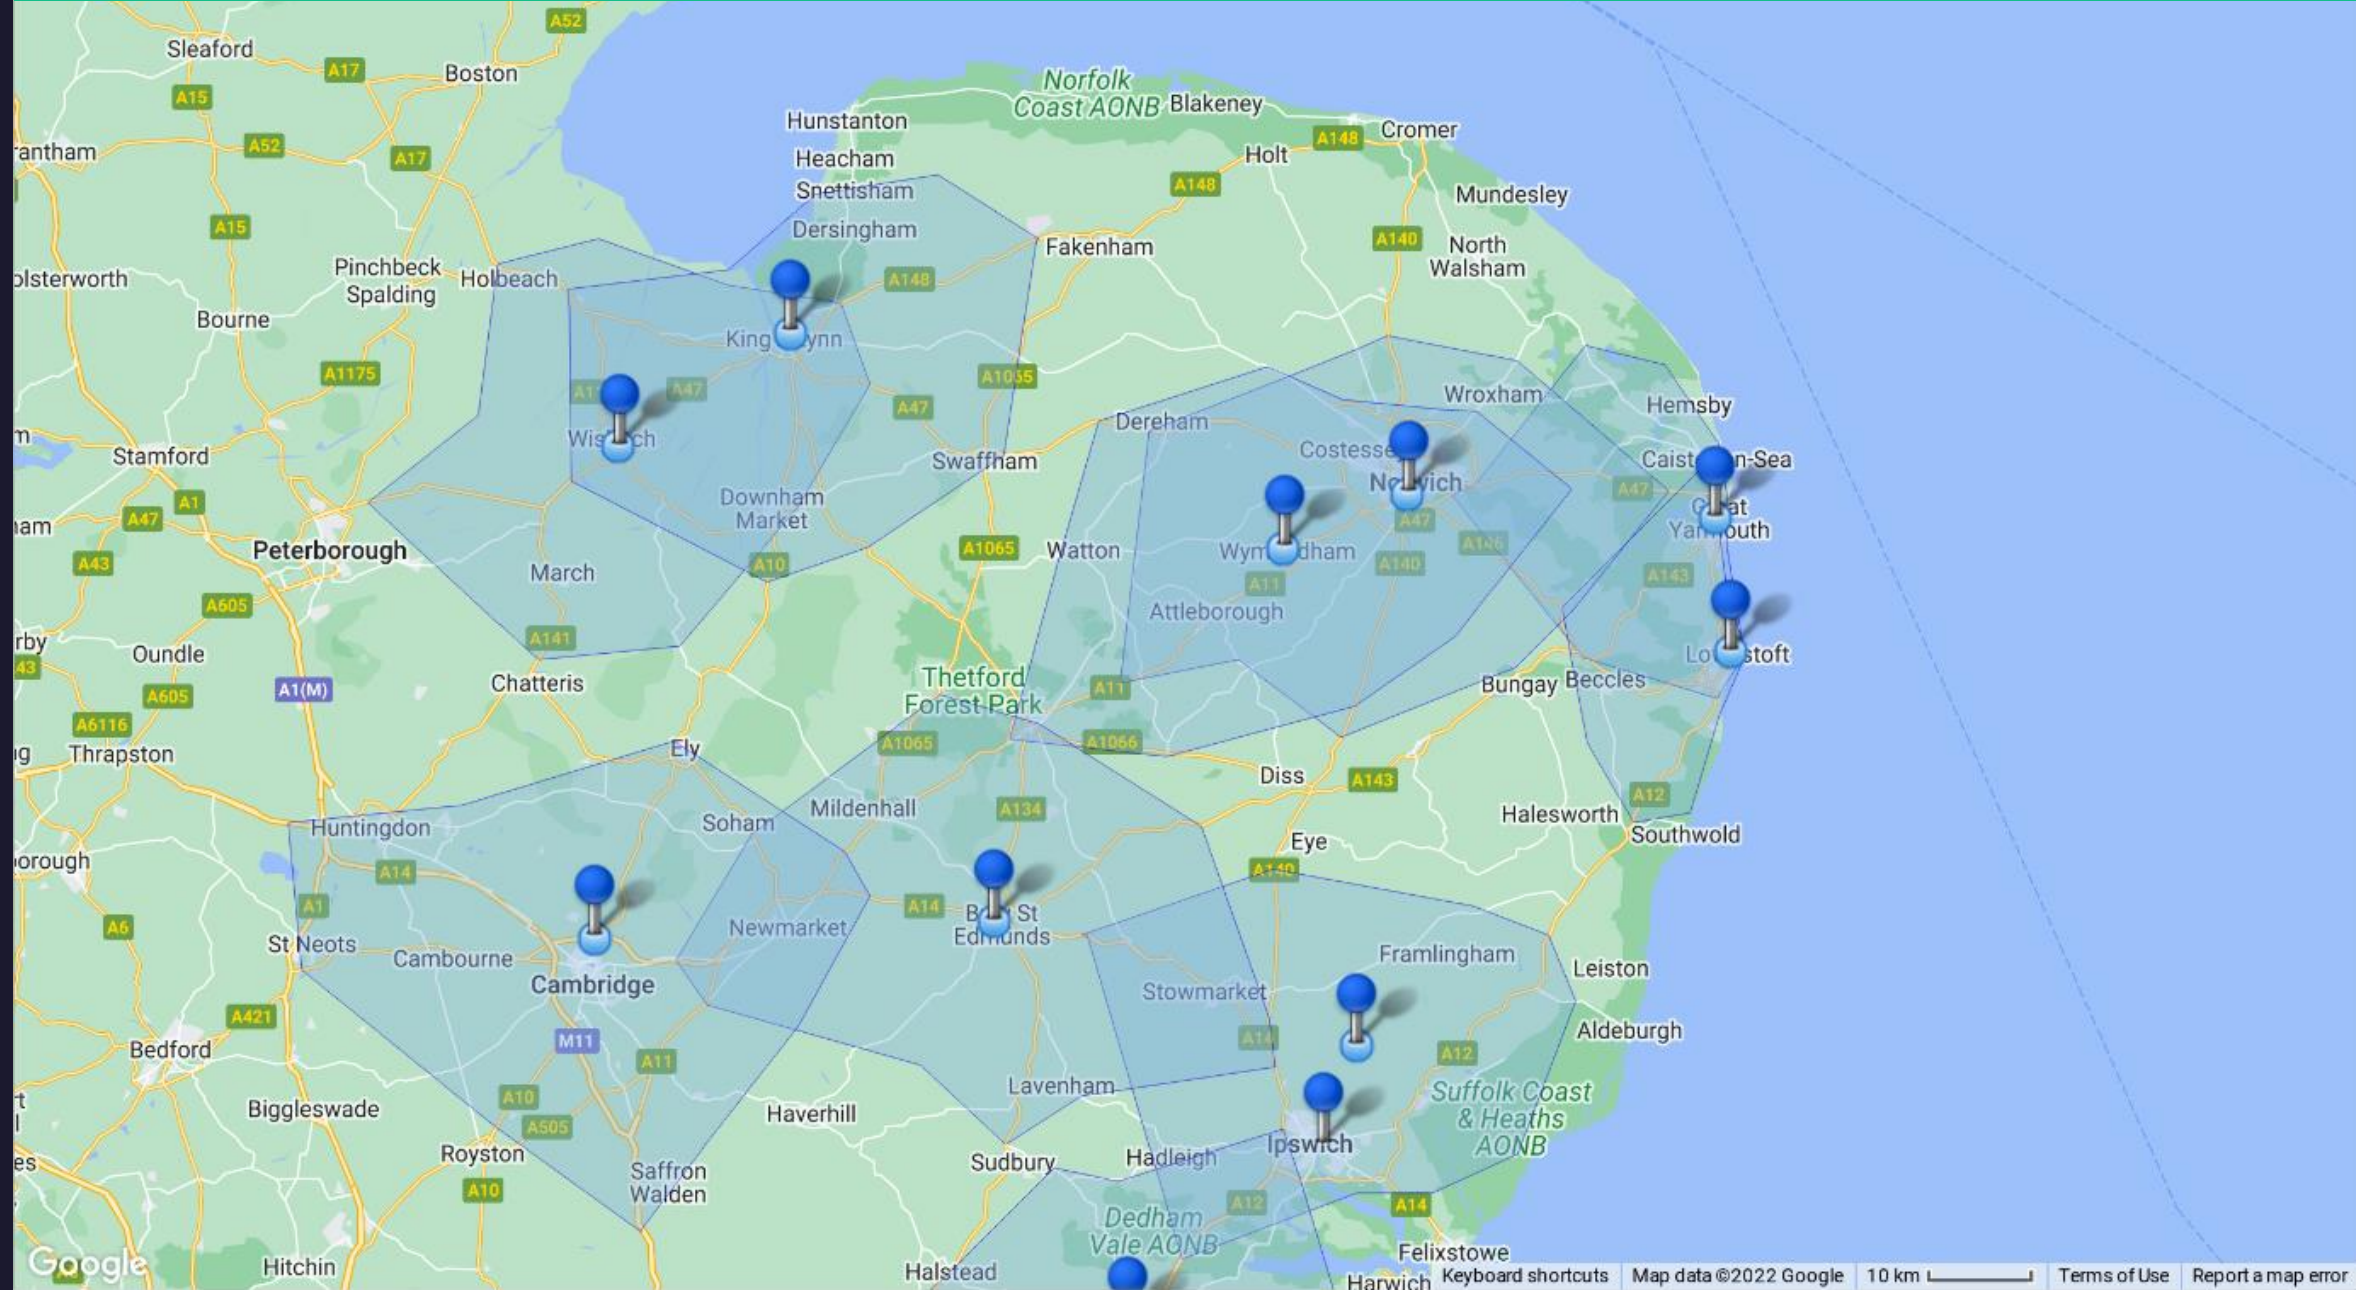 A52
Sleaford
A17
Boston
A15
Norfolk
Coast AONB
Blakeney
Hunstanton
Cromer
A148
A52
A17
rantham
Heacham
Holt
Snettisham
A148
Mundesley
A15
Dersingham
A140
North
Walsham
Fakenham
Pinchbeck
Spalding
Holbeach
olsterworth
A148
Bourne
A1175
A1065
A47
A47
Wroxham
Hemsby
Dereham
m
Stamford
Swaffham
A1
A47
Downham
Market
A47
A47
ham
Peterborough
A1065
Watton
A146
A43
March
A10
A11
A140
A143
A605
Attleborough
A141
rby
43
Oundle
A605
A1(M)
Chatteris
Thetford
Forest Park
A11
Bungay
Beccles
A6116
ng
Thrapston
Ely
A1065
A1066
Diss
A143
A12
Mildenhall
A134
Halesworth
Southwold
Huntingdon
Soham
Eye
orough
A14
A140
A1
A14
A6
St Neots
Newmarket
Cambourne
Edmunds
Framlingham
Leiston
Cambridge
Stowmarket
A421
M11
A14
Aldeburgh
Bedford
A11
A12
Lavenham
Suffolk Coast
& Heaths
AONB
A10
Biggleswade
A505
Haverhill
Royston
Sudbury
Hadleigh
Ipswich
es
Saffron
Walden
A10
A12
A14
Dedham
Vale AONB
Google
Hitchin
Halstead
Felixstowe
Harwich
Keyboard shortcuts
Map data ©2022 Google
10 km
Terms of Use
Report a map error